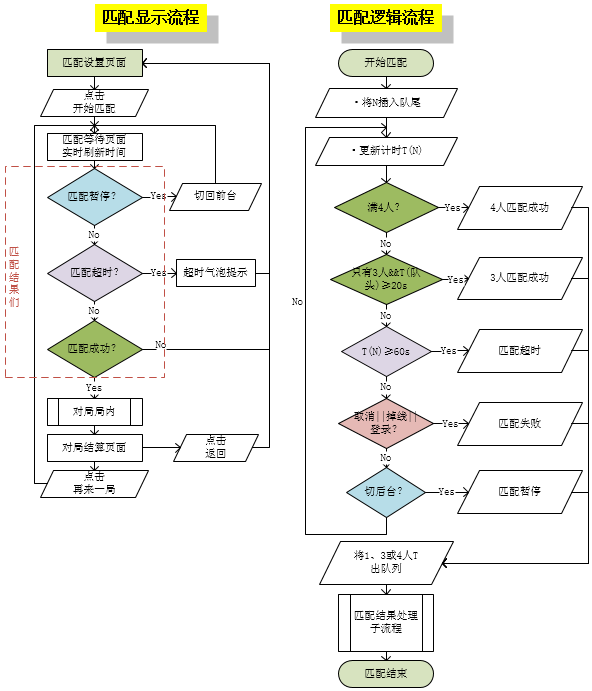 匹配显示流程
匹配设置页面
点击
开始匹配
匹配等待页面
实时刷新时间
匹配暂停?
Yes
切回前台
No
匹配结果们
匹配超时?
Yes
超时气泡提示
No
匹配成功?
No
Yes
对局局内
对局结算页面
点击
返回
点击
再来一局
匹配逻辑流程
开始匹配
·将N插入队尾
·更新计时T(N)
满4人?
Yes
4人匹配成功
No
只有3人&&T(队
头)≥20s
Yes
3人匹配成功
No
No
T(N)≥60s
Yes
匹配超时
No
取消||掉线||
登录?
Yes
匹配失败
No
切后台?
Yes
匹配暂停
将1、3或4人T
出队列
匹配结果处理
子流程
匹配结束